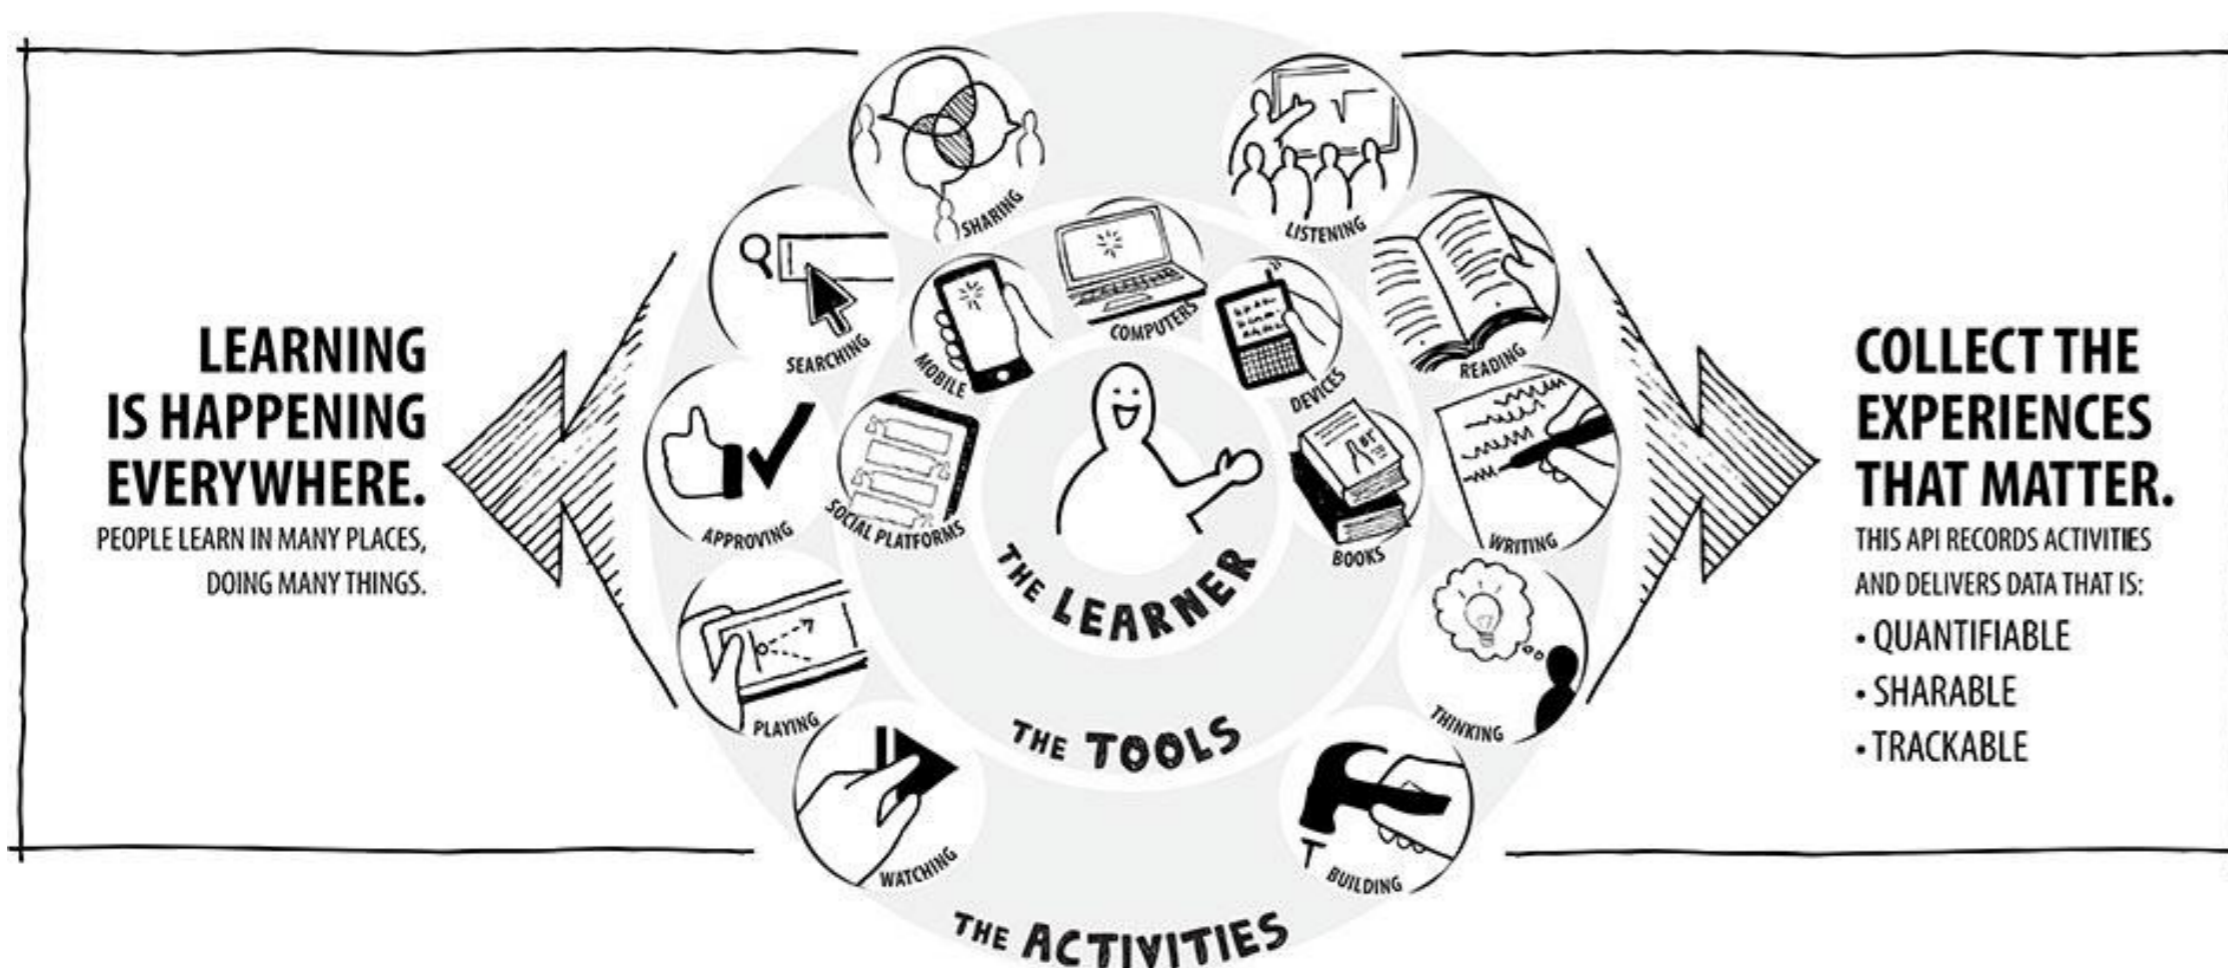 LEARNING
IS HAPPENING
EVERYWHERE.
PEOPLE LEARN IN MANY PLACES,
DOING MANY THINGS.
SHARING
LISTENING
SEARCHING
MOBILE
COMPUTERS
DEVICES
READING
APPROVING
SOCIAL PLATFORMS
BOOKS
WRITING
THE LEARNER
PLAYING
THINKING
THE TOOLS
WATCHING
BUILDING
THE ACTIVITIES
COLLECT THE
EXPERIENCES
THAT MATTER.
THIS API RECORDS ACTIVITIES
AND DELIVERS DATA THAT IS:
• QUANTIFIABLE
• SHARABLE
• TRACKABLE